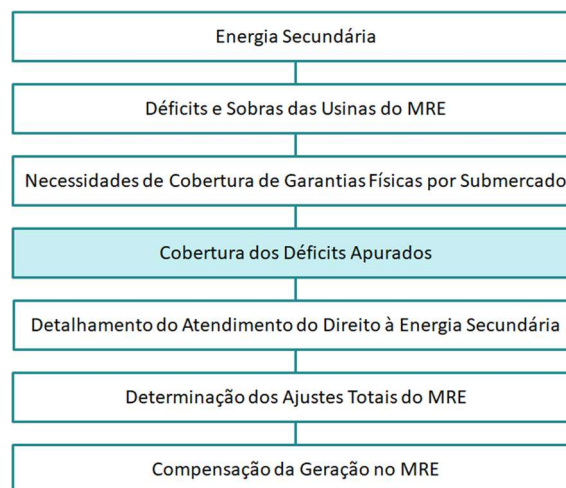 Energia Secundária
Déficits e Sobras das Usinas do MRE
Necessidades de Cobertura de Garantias Físicas por Submercado
Cobertura dos Déficits Apurados
Detalhamento do Atendimento do Direito à Energia Secundária
Determinação dos Ajustes Totais do MRE
Compensação da Geração no MRE